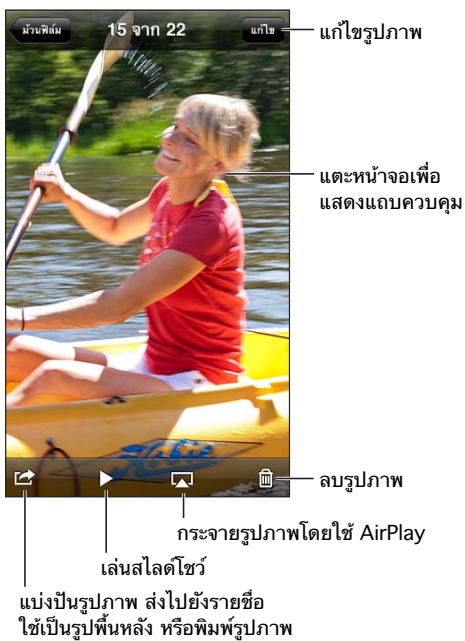 ม้วนฟิล์ม
15 จาก 22
แก้ไข
แก้ไขรูปภาพ
แตะหน้าจอเพื่อ
แสดงแถบควบคุม
Hobie
ลบรูปภาพ
กระจายรูปภาพโดยใช้ AirPlay
เล่นสไลด์โชว์
แบ่งปันรูปภาพ ส่งไปยังรายชื่อ
ใช้เป็นรูปพื้นหลัง หรือพิมพ์รูปภาพ